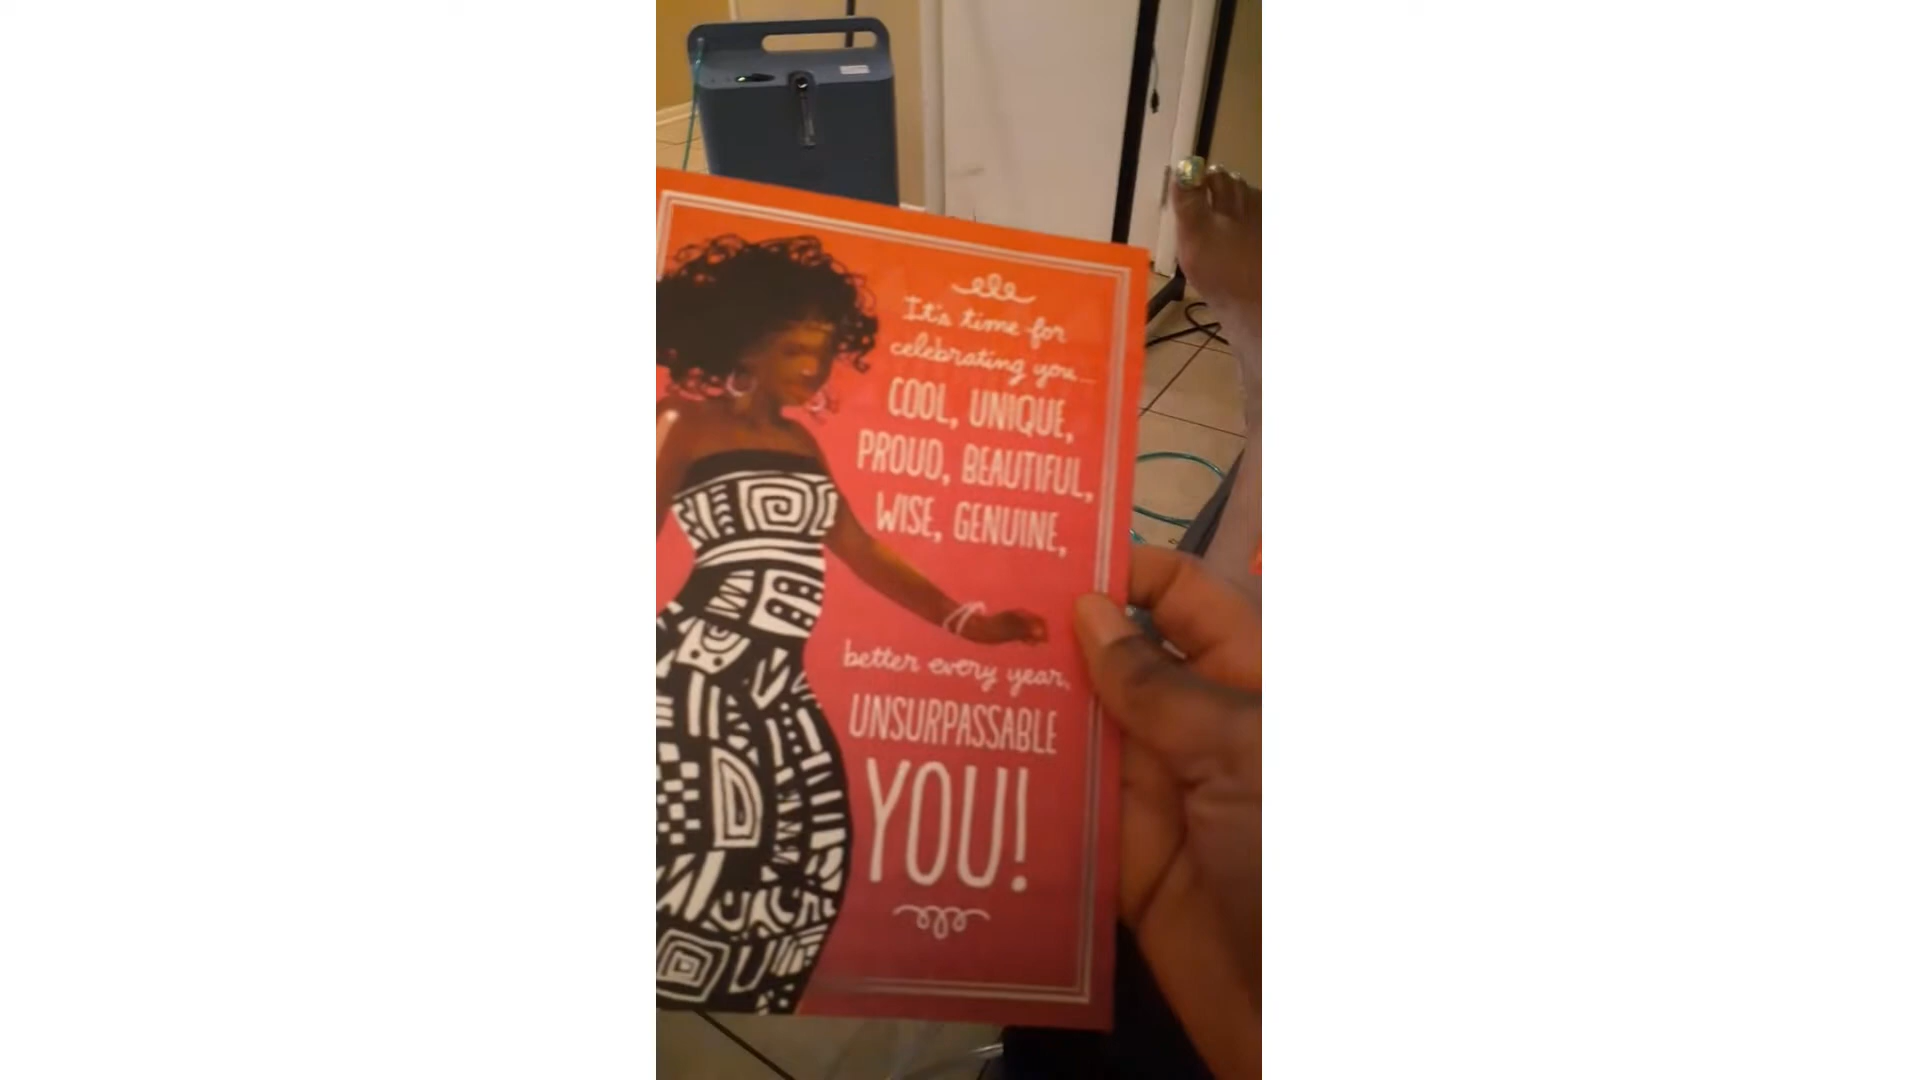 It's time for
celebrating you...
COOL, UNIQUE,
PROUD, BEAUTIFUL,
WISE, GENUINE,
better every year,
UNSURPASSABLE
YOU!